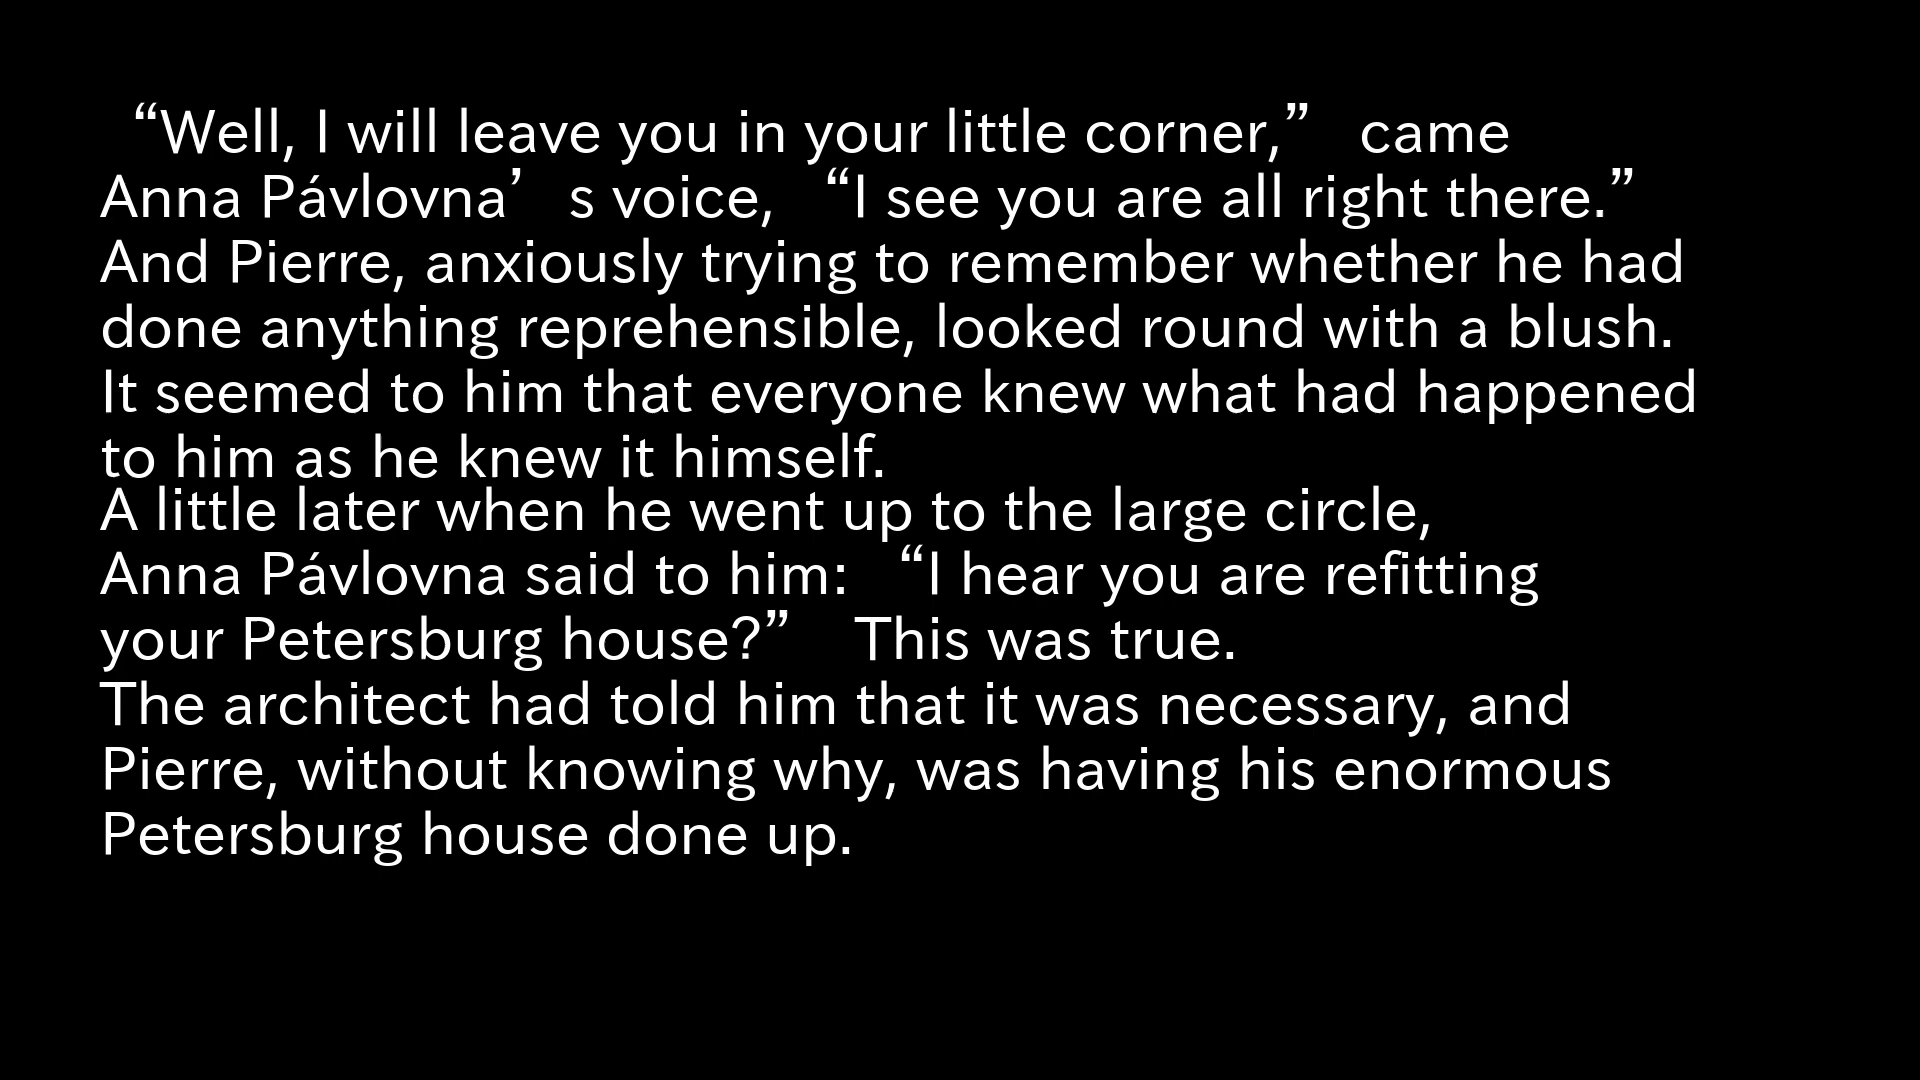 “Well, I will leave you in your little corner,” came
Anna Pávlovna’s voice, “I see you are all right there.”
And Pierre, anxiously trying to remember whether he had
done anything reprehensible, looked round with a blush.
It seemed to him that everyone knew what had happened
to him as he knew it himself.
A little later when he went up to the large circle,
Anna Pávlovna said to him: “I hear you are refitting
your Petersburg house?” This was true.
The architect had told him that it was necessary, and
Pierre, without knowing why, was having his enormous
Petersburg house done up.